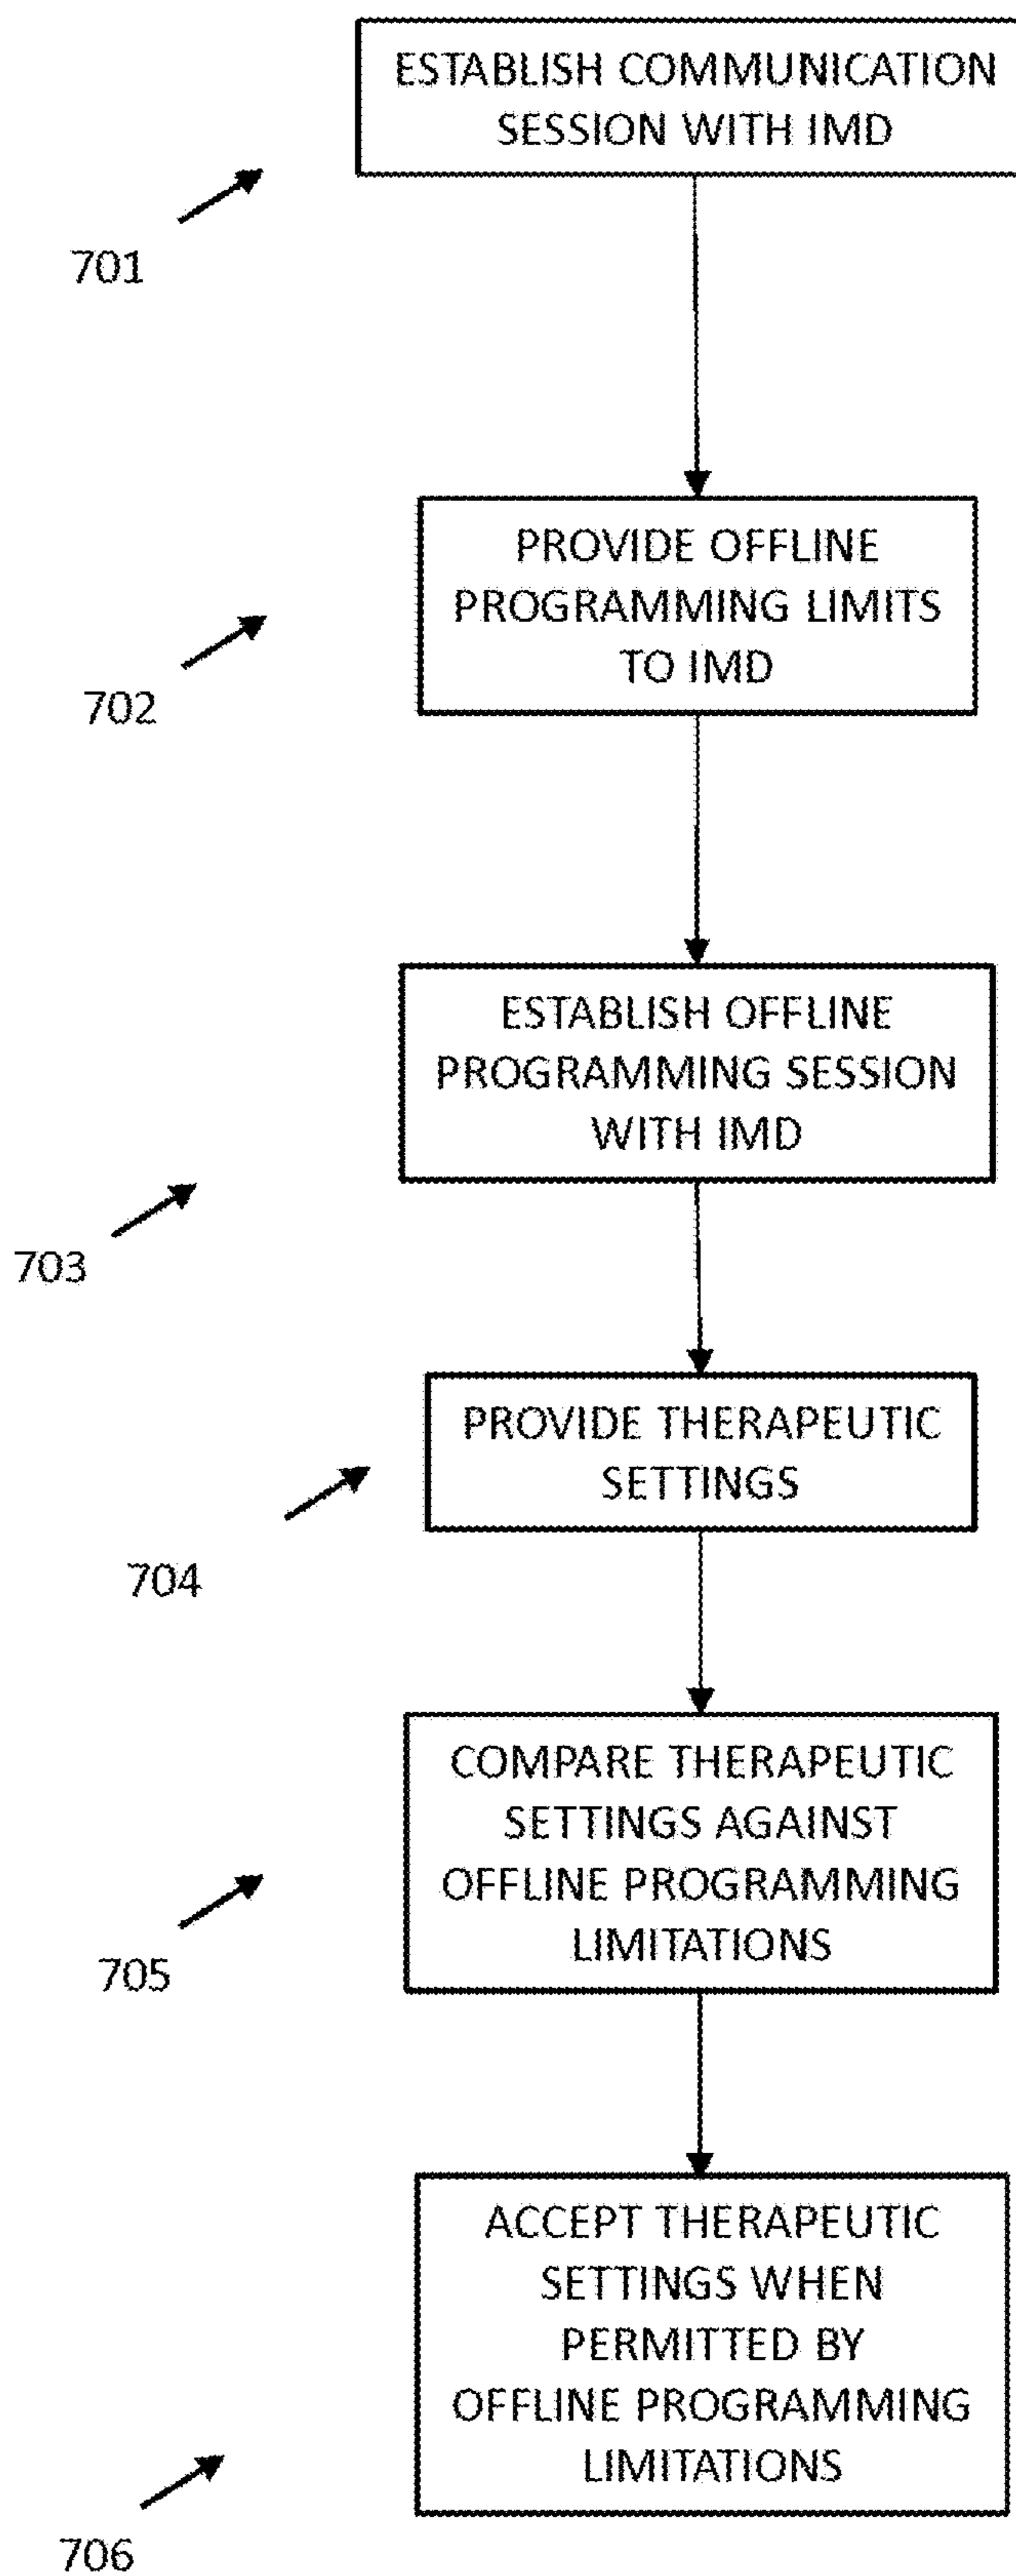 ESTABLISH COMMUNICATION
SESSION WITH IMD
701
PROVIDE OFFLINE
PROGRAMMING LIMITS
TO IMD
702
ESTABLISH OFFLINE
PROGRAMMING SESSION
WITH IMD
703
PROVIDE THERAPEUTIC
SETTINGS
704
COMPARE THERAPEUTIC
SETTINGS AGAINST
OFFLINE PROGRAMMING
LIMITATIONS
705
ACCEPT THERAPEUTIC
SETTINGS WHEN
PERMITTED BY
OFFLINE PROGRAMMING
LIMITATIONS
706